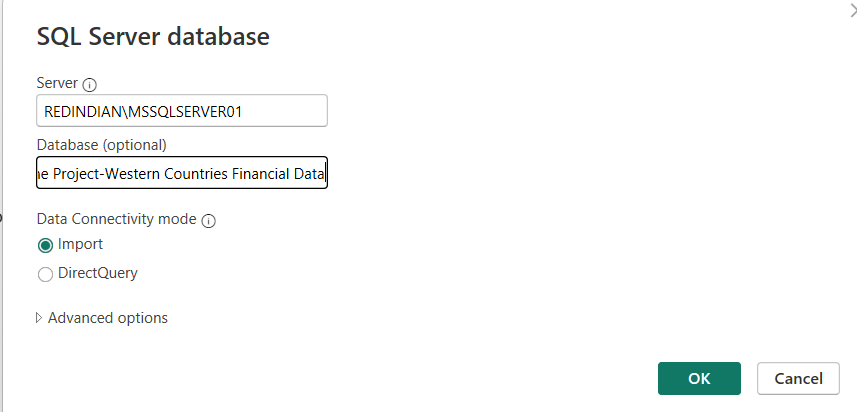 SQL Server database
Server
REDINDIAN\MSSQLSERVER01
Database (optional)
Project-Western Countries Financial Data
Data Connectivity mode
Import
DirectQuery
Advanced options
OK Cancel